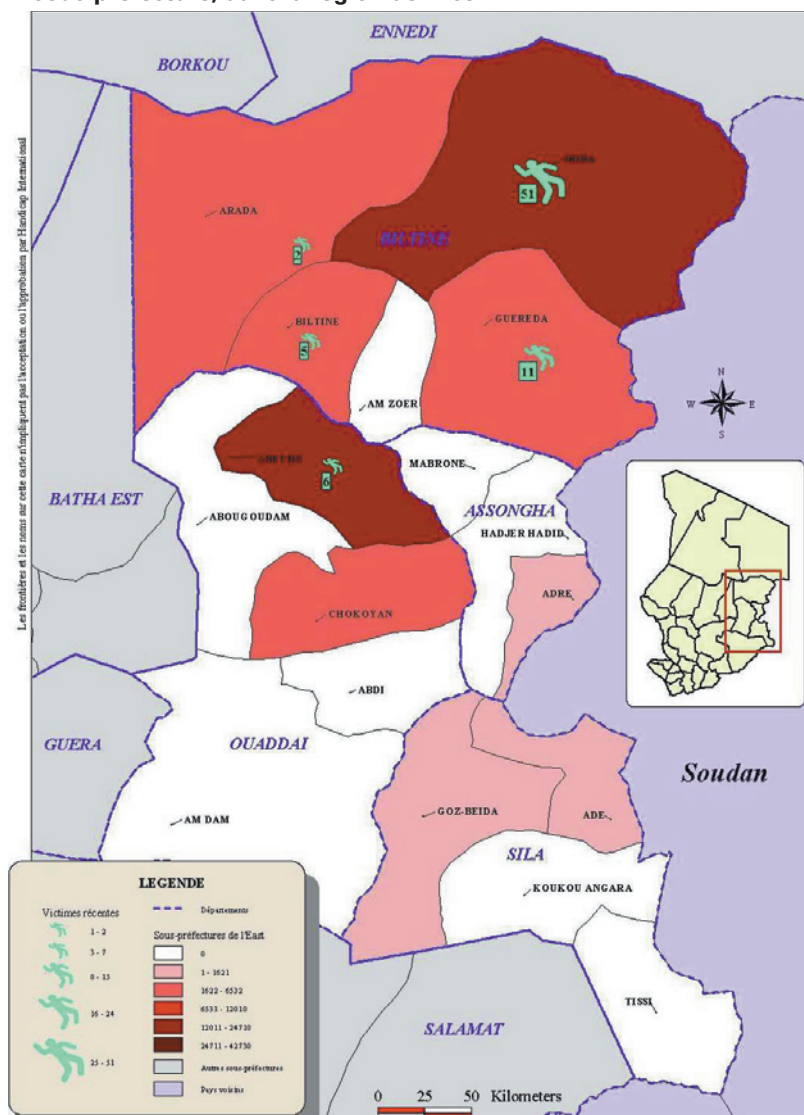 ENNEDI
BORKOU
Les frontières et les noms sur cette carte n'impliquent pas l'acceptation ou l'approbation par Handicap International
51
ARADA
BILTINE
2
BILTINE
5
GUEREDA
11
AM ZOER
N
W E
S
6
MABRONE
BATHA EST
ABOUGOUDAM
ASSONGHA
HADJER HADID
ADRE
CHOKOYAN
ABDI
GUERA
OUADDAI
Soudan
GOZ-BEIDA
ADE
AM DAM
SILA
KOUKOU ANGARA
TISSI
SALAMAT
LEGENDE
Victimes récentes
1 - 2
3 - 7
8 - 15
16 - 24
25 - 51
Départements
Sous-préfectures de l'East
0
1 - 1621
1622 - 6532
6533 - 12010
12011 - 24710
24711 - 42730
Autres sous-préfectures
Pays voisins
0 25 50 Kilometers